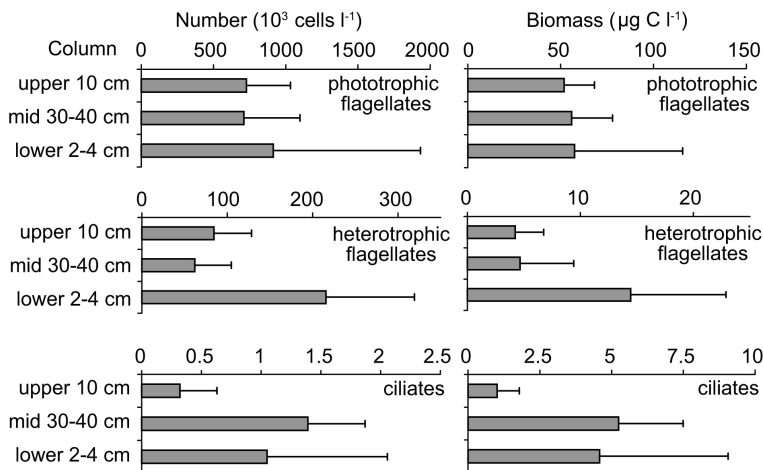 Number (10³ cells l⁻¹) Biomass (µg C l⁻¹)
Column 0 500 1000 1500 2000 0 50 100 150
upper 10 cm phototrophic flagellates phototrophic flagellates
mid 30-40 cm
lower 2-4 cm
0 100 200 300 0 10 20
upper 10 cm heterotrophic flagellates heterotrophic flagellates
mid 30-40 cm
lower 2-4 cm
0 0.5 1 1.5 2 2.5 0 2.5 5 7.5 10
upper 10 cm ciliates ciliates
mid 30-40 cm
lower 2-4 cm